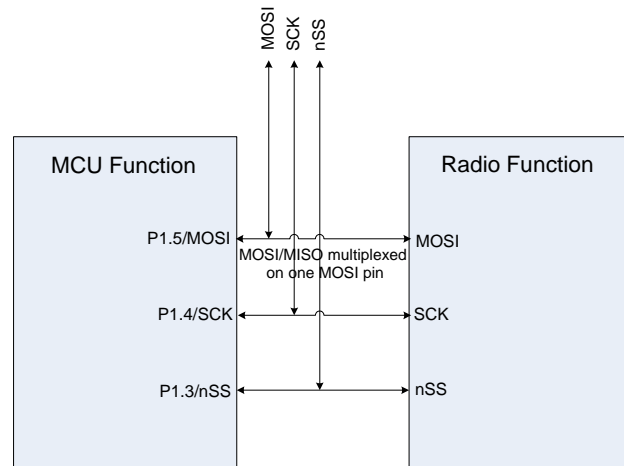 MOSI
SCK
nSS
MCU Function
Radio Function
P1.5/MOSI
MOSI
MOSI/MISO multiplexed
on one MOSI pin
P1.4/SCK
SCK
P1.3/nSS
nSS